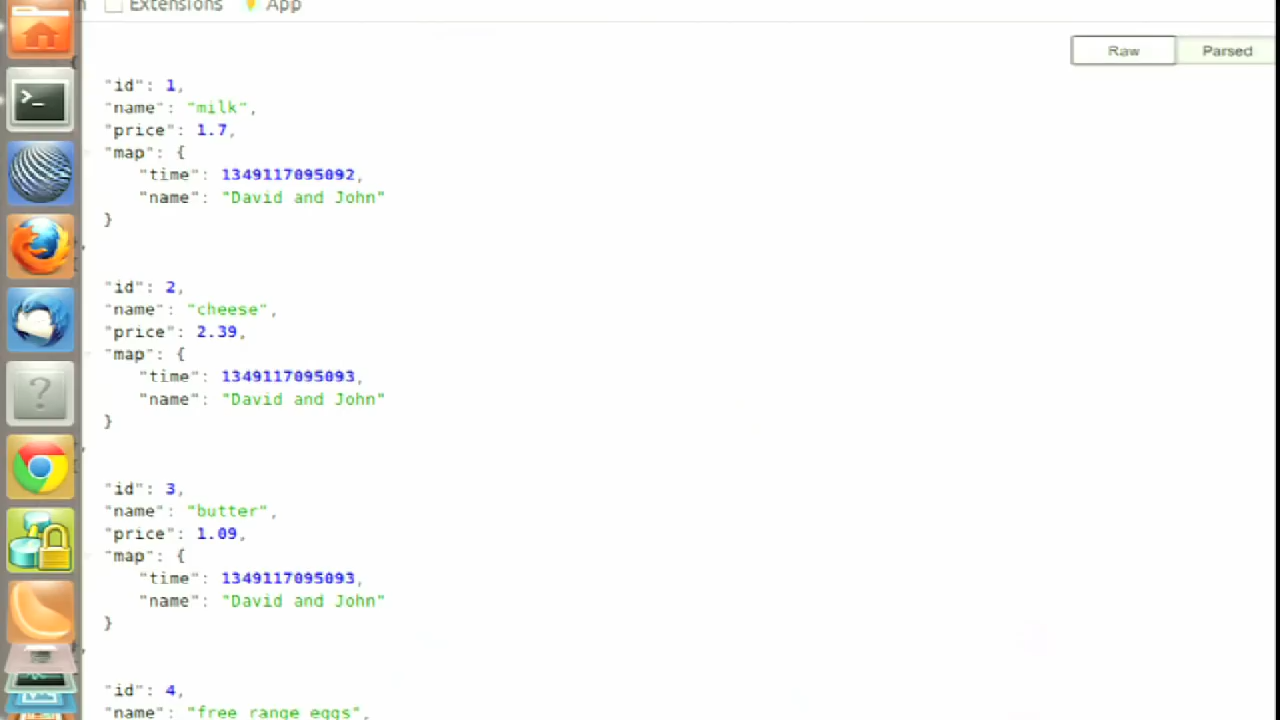 Extensions App
Raw Parsed
"id": 1,
"name": "milk",
"price": 1.7,
"map": {
"time": 1349117095092,
"name": "David and John"
}
,
"id": 2,
"name": "cheese",
"price": 2.39,
"map": {
"time": 1349117095093,
"name": "David and John"
}
,
"id": 3,
"name": "butter",
"price": 1.09,
"map": {
"time": 1349117095093,
"name": "David and John"
}
,
"id": 4,
"name": "free range eggs",